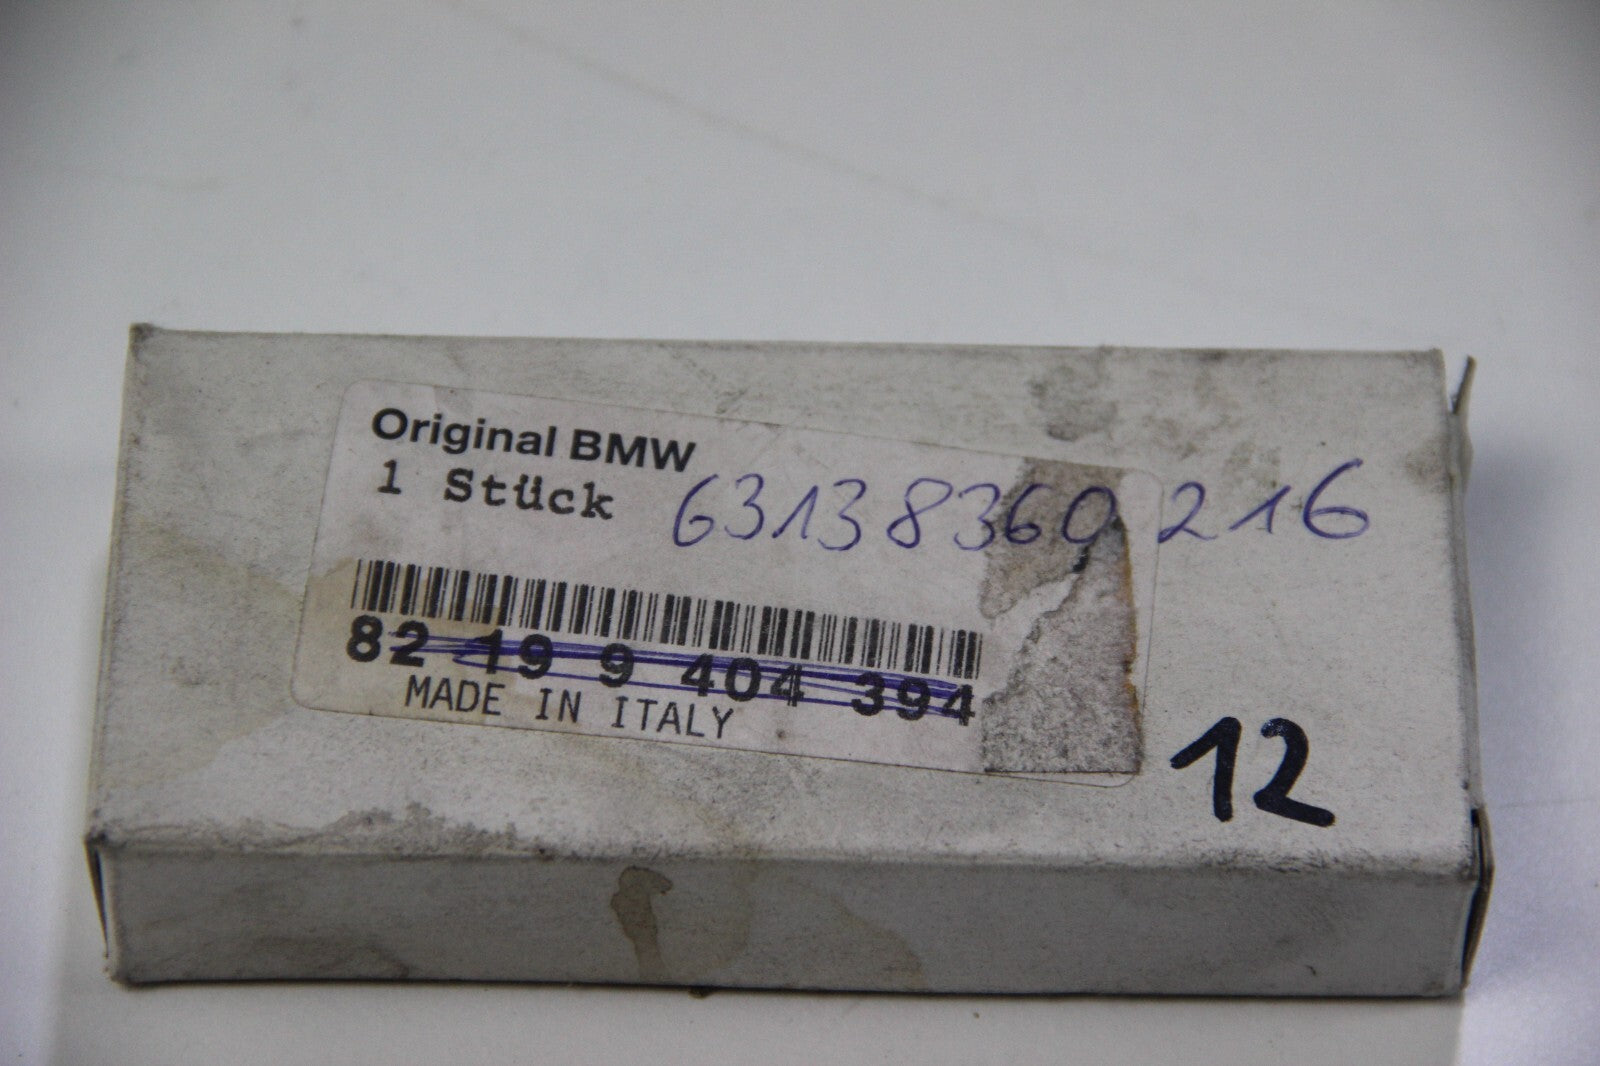 Original BMW
1 Stück 63138360216
82 19 9 404 394
MADE IN ITALY
12